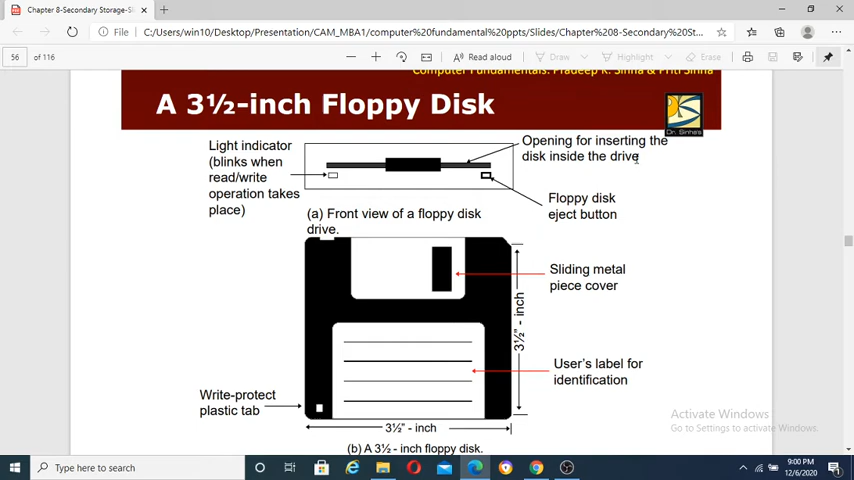 Chapter 8-Secondary Storage-SL
File
C:/Users/win10/Desktop/Presentation/CAM_MBA1/computer%20fundamental%20ppts/Slides/Chapter%208-Secondary%20St...
56
of 116
Read aloud
Draw
Highlight
Erase
Computer Fundamentals: Pradeep K. Sinha & Priti Sinha
A 3½-inch Floppy Disk
Dr. Sinha's
Light indicator
(blinks when
read/write
operation takes
place)
Opening for inserting the
disk inside the drive
Floppy disk
eject button
(a) Front view of a floppy disk
drive.
Sliding metal
piece cover
3½” - inch
User's label for
identification
Write-protect
plastic tab
3½” - inch
(b) A 3½ - inch floppy disk.
Activate Windows
Go to Settings to activate Windows.
Type here to search
9:00 PM
12/6/2020